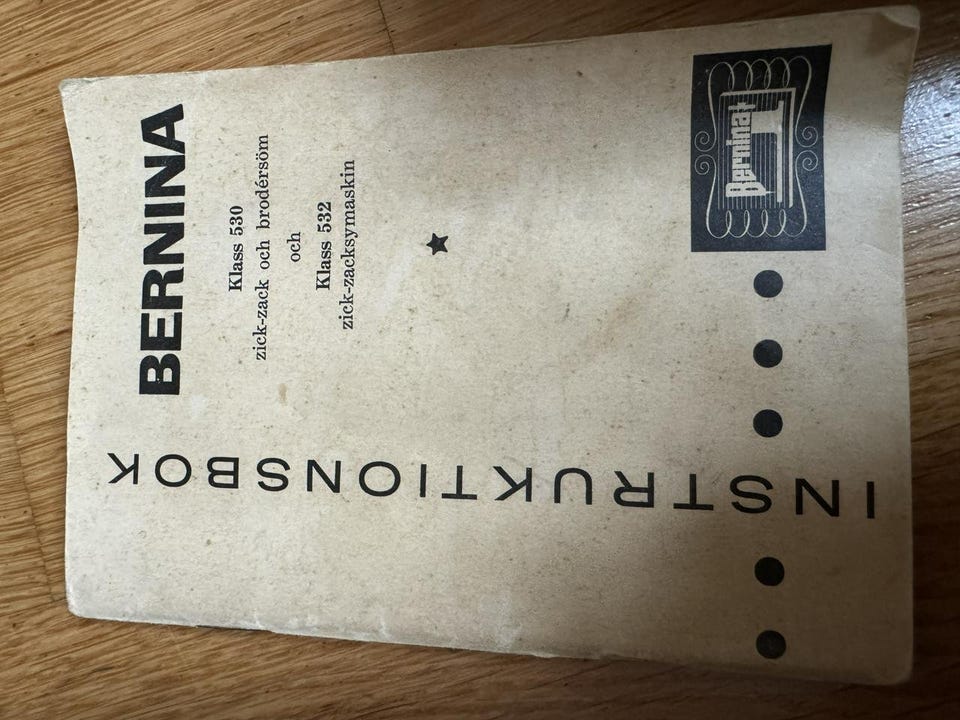 BERNINA
Klass 530
zick-zack och brodérsöm
och
Klass 532
zick-zacksymaskin
INSTRUKTIONSBOK
Bernina